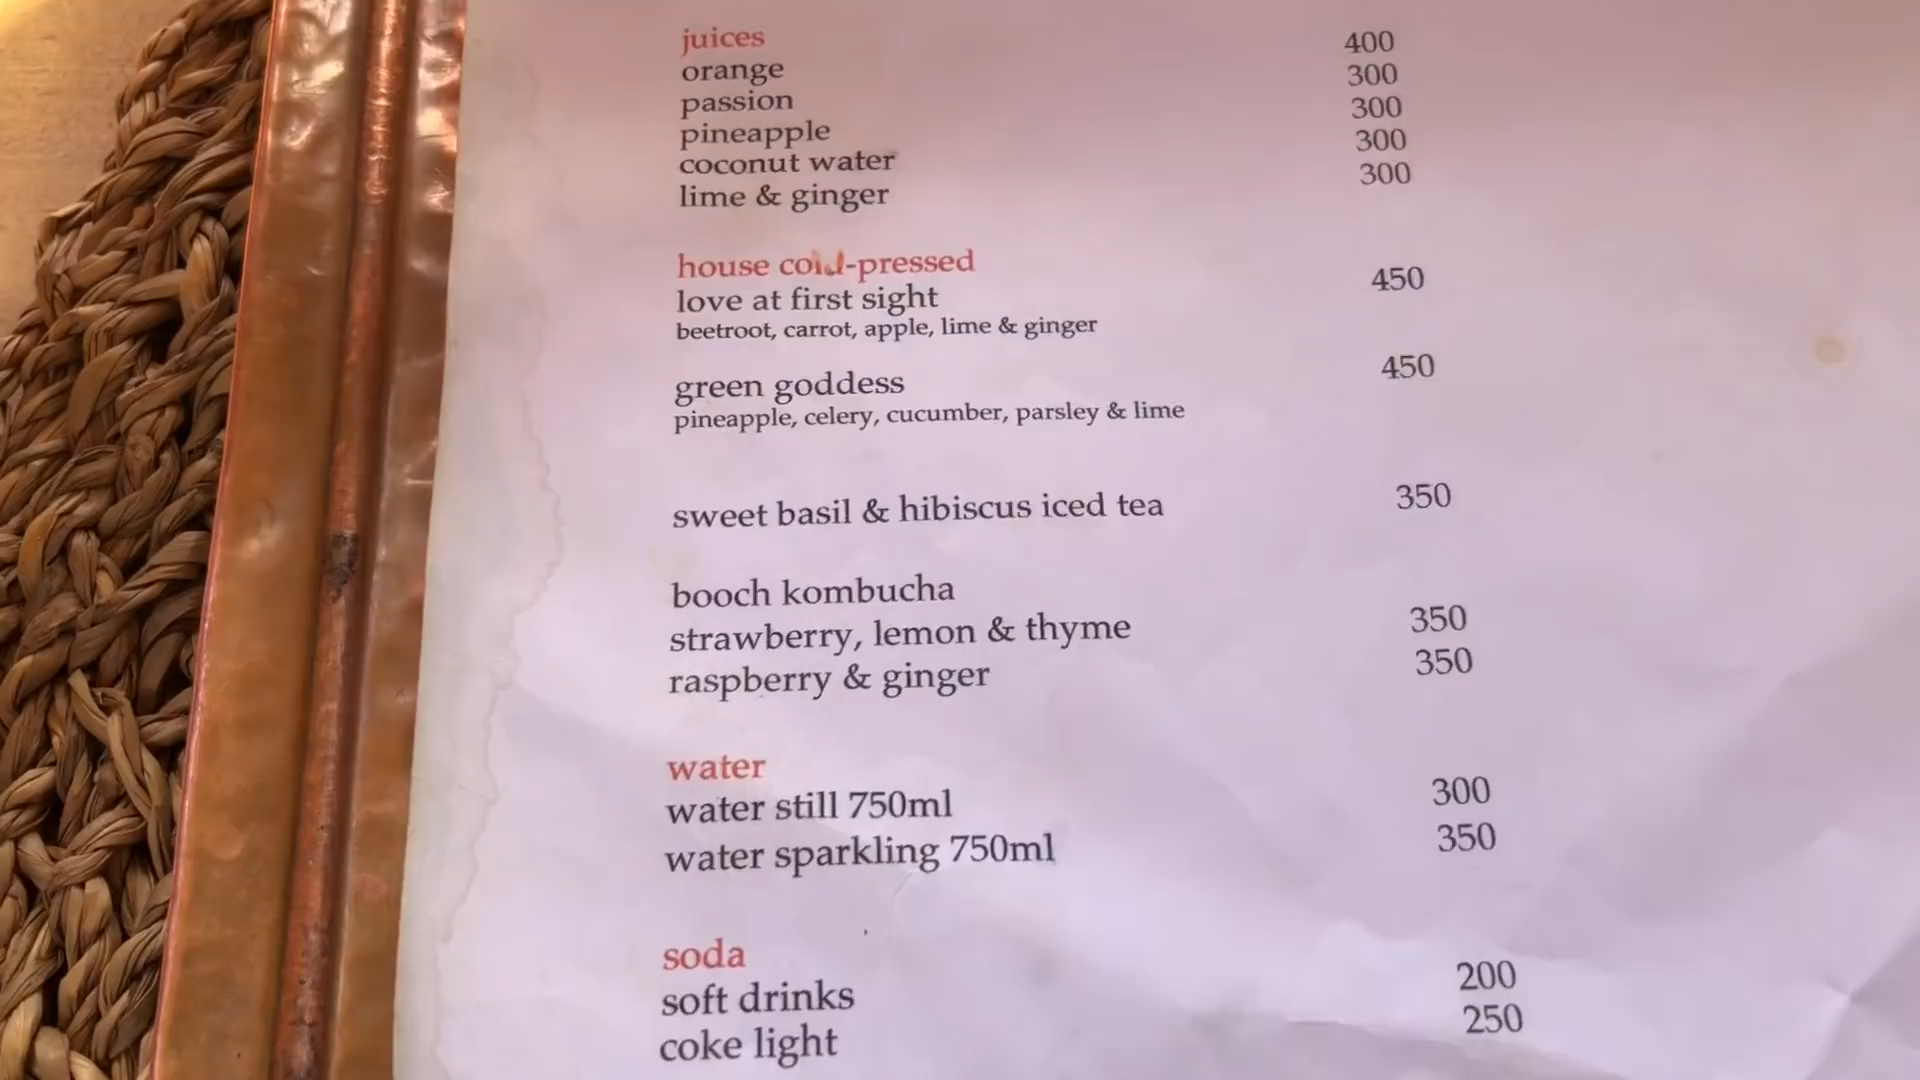 juices
orange 400
passion 300
pineapple 300
coconut water 300
lime & ginger 300
house cold-pressed
love at first sight 450
beetroot, carrot, apple, lime & ginger
green goddess 450
pineapple, celery, cucumber, parsley & lime
sweet basil & hibiscus iced tea 350
booch kombucha
strawberry, lemon & thyme 350
raspberry & ginger 350
water
water still 750ml 300
water sparkling 750ml 350
soda
soft drinks 200
coke light 250